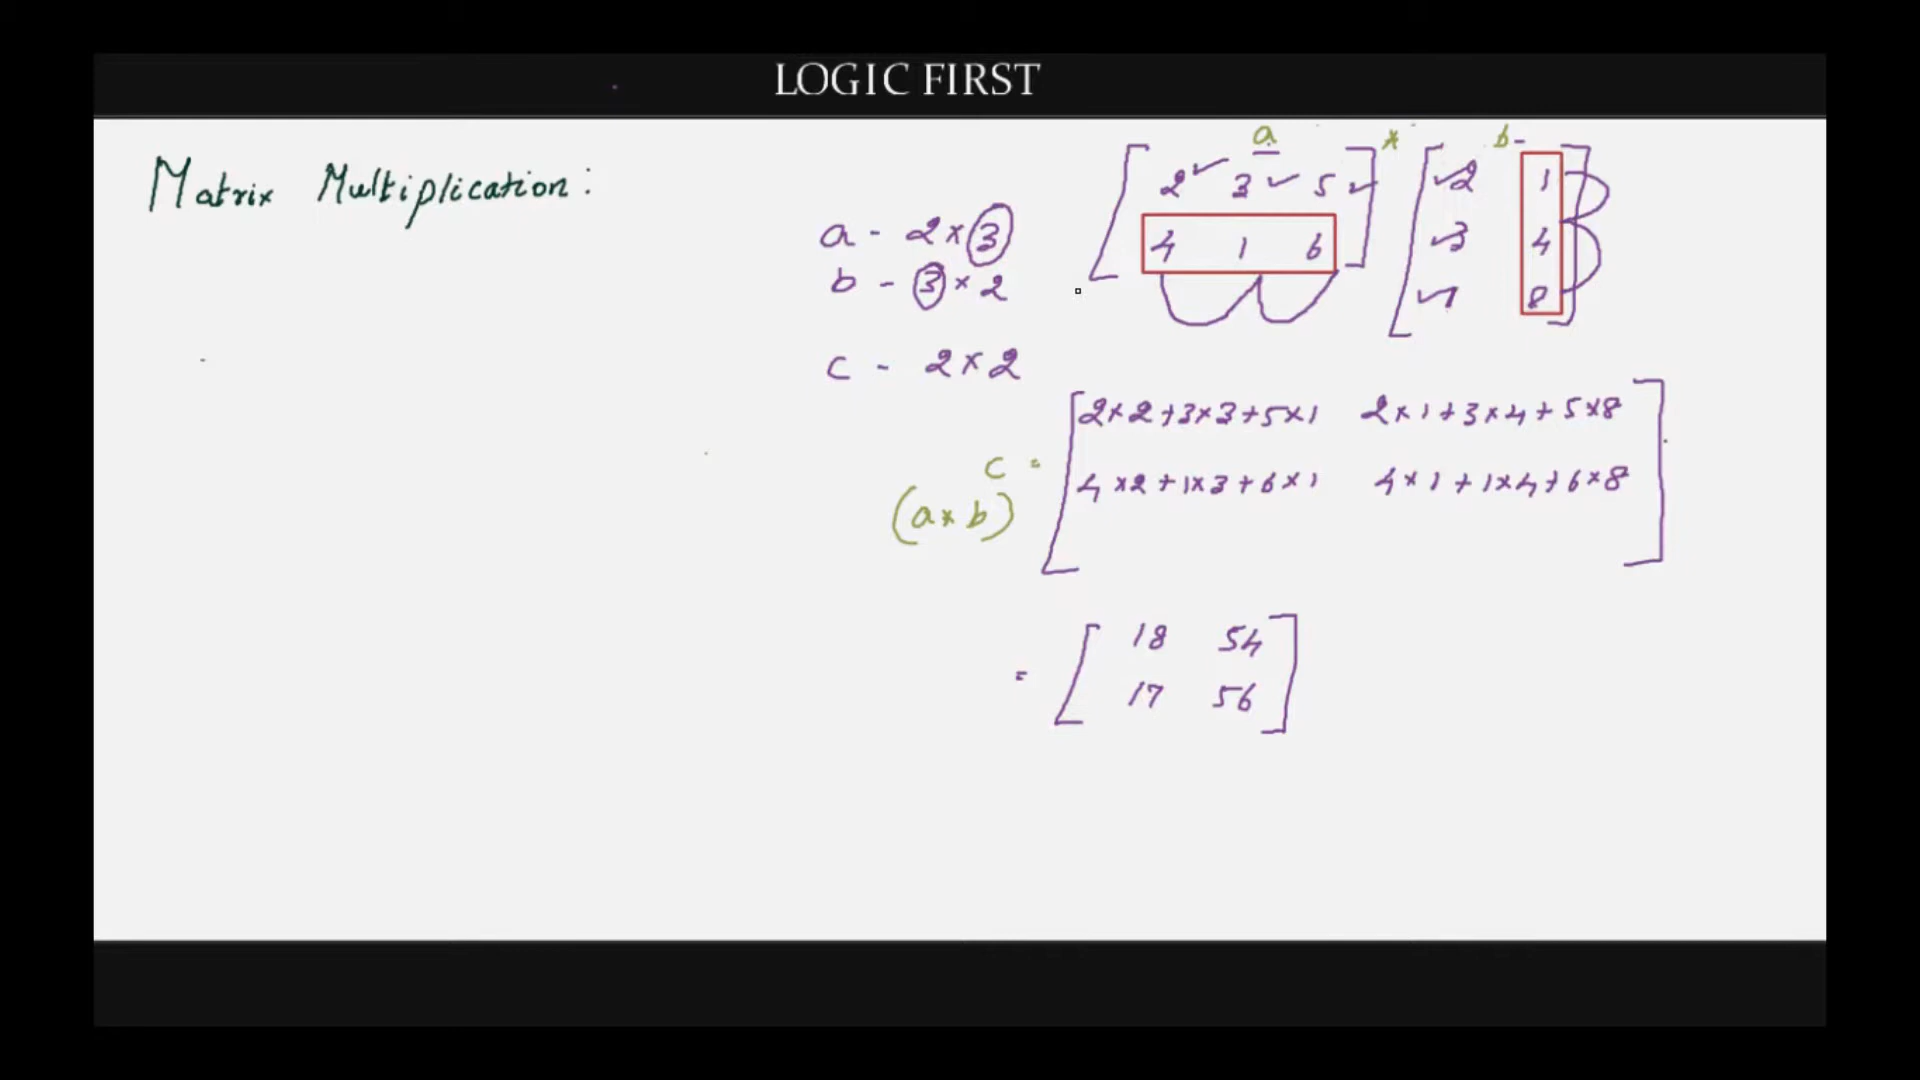 LOGIC FIRST
Matrix Multiplication:
a - 2 × 3
b - 3 × 2
c - 2 × 2
a * b -
2 3 5
4 1 6
2 1
3 4
1 8
c = 2×2+3×3+5×1 2×1+3×4+5×8
4×2+1×3+6×1 4×1+1×4+6×8
(a*b)
= 18 54
17 56